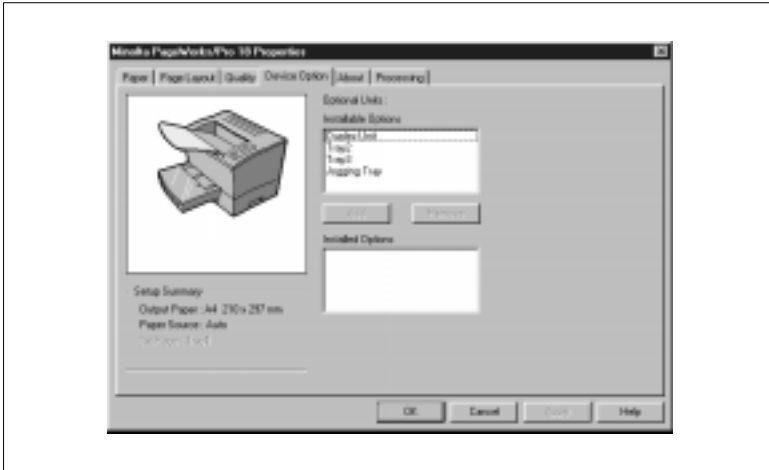 Minolta PageWorks/Pro 18 Properties
Paper Page Layout Quality Device Option About Processing
Optional Units :
Installable Options
Duplex Unit
Tray2
Tray3
Jogging Tray
Add Remove
Installed Options
Setup Summary
Output Paper : A4 210 x 297 mm
Paper Source : Auto
OK Cancel Apply Help